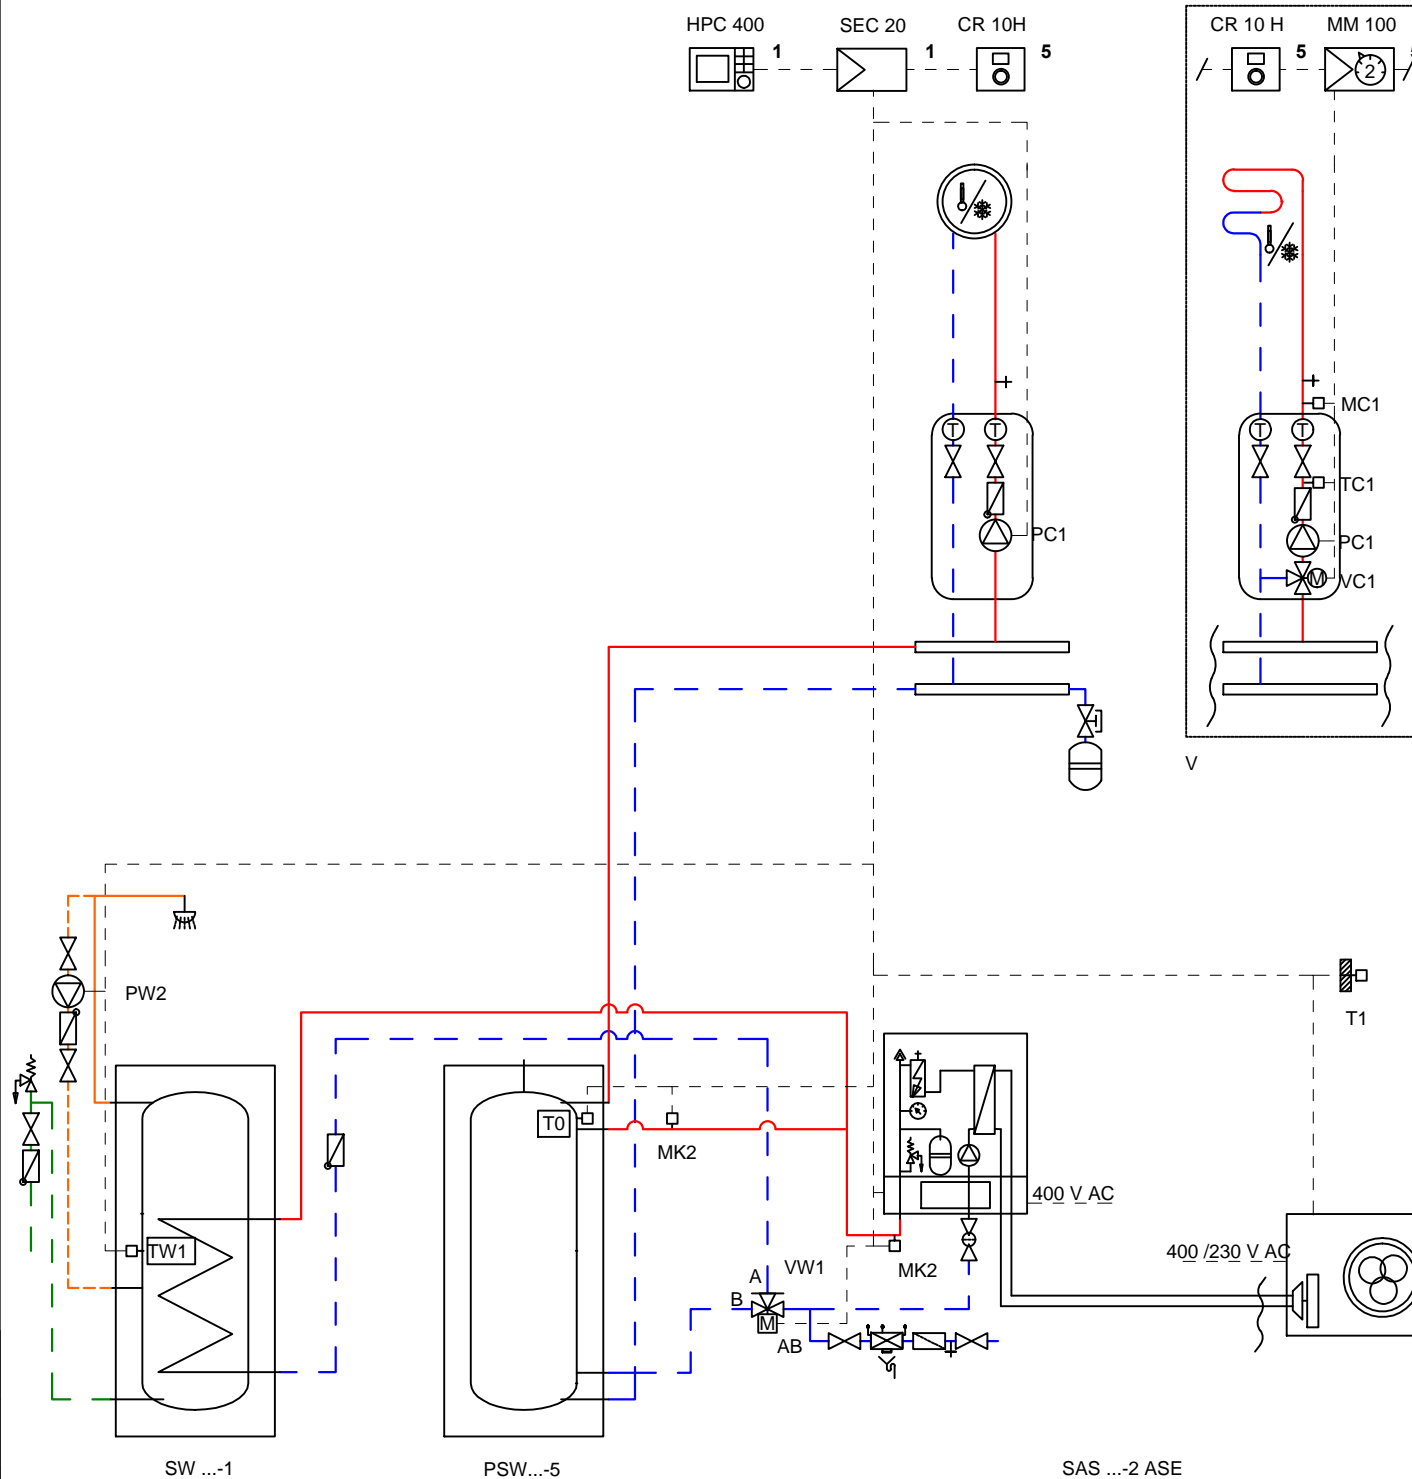 HPC 400 SEC 20 CR 10H CR 10 H MM 100
1 1 5 5
2
MC1
T T T T
TC1
PC1 PC1
M VC1
V
PW2
T1
T0
MK2
400 V AC
TW1
400 /230 V AC
A VW1 MK2
B
M
AB
SW ...-1 PSW...-5 SAS ...-2 ASE